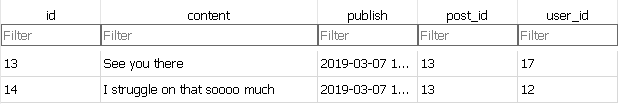 id content publish post_id user_id
Filter Filter Filter Filter Filter
13 See you there 2019-03-07 1... 13 17
14 I struggle on that soooo much 2019-03-07 1... 13 12